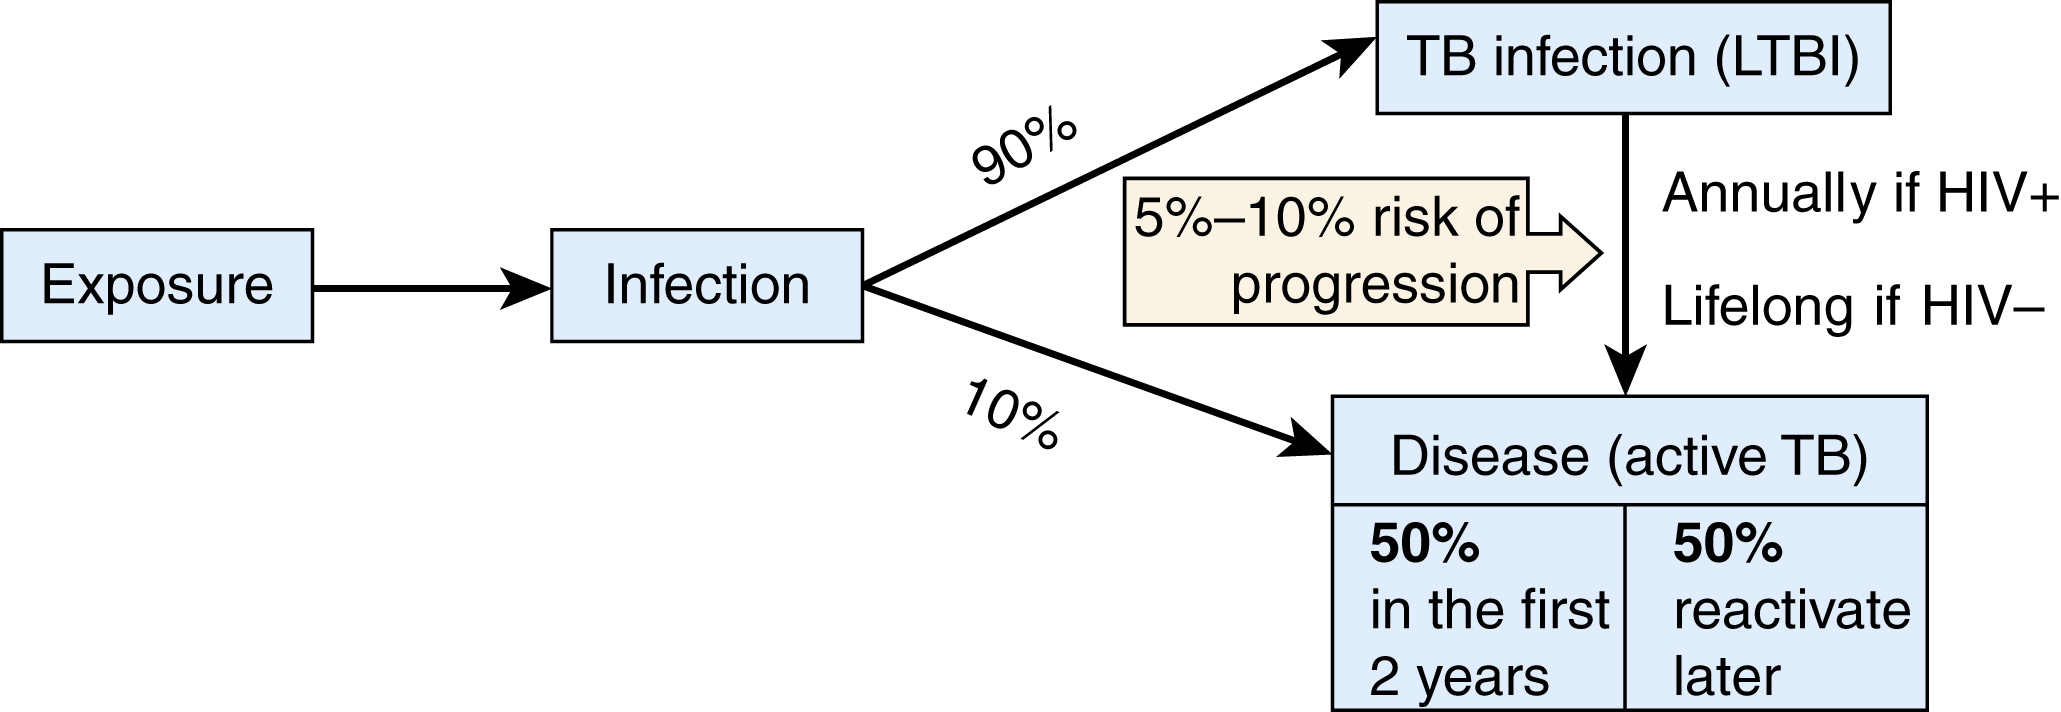 Exposure
Infection
90%
10%
TB infection (LTBI)
5%–10% risk of
progression
Annually if HIV+
Lifelong if HIV–
Disease (active TB)
50%
in the first
2 years
50%
reactivate
later